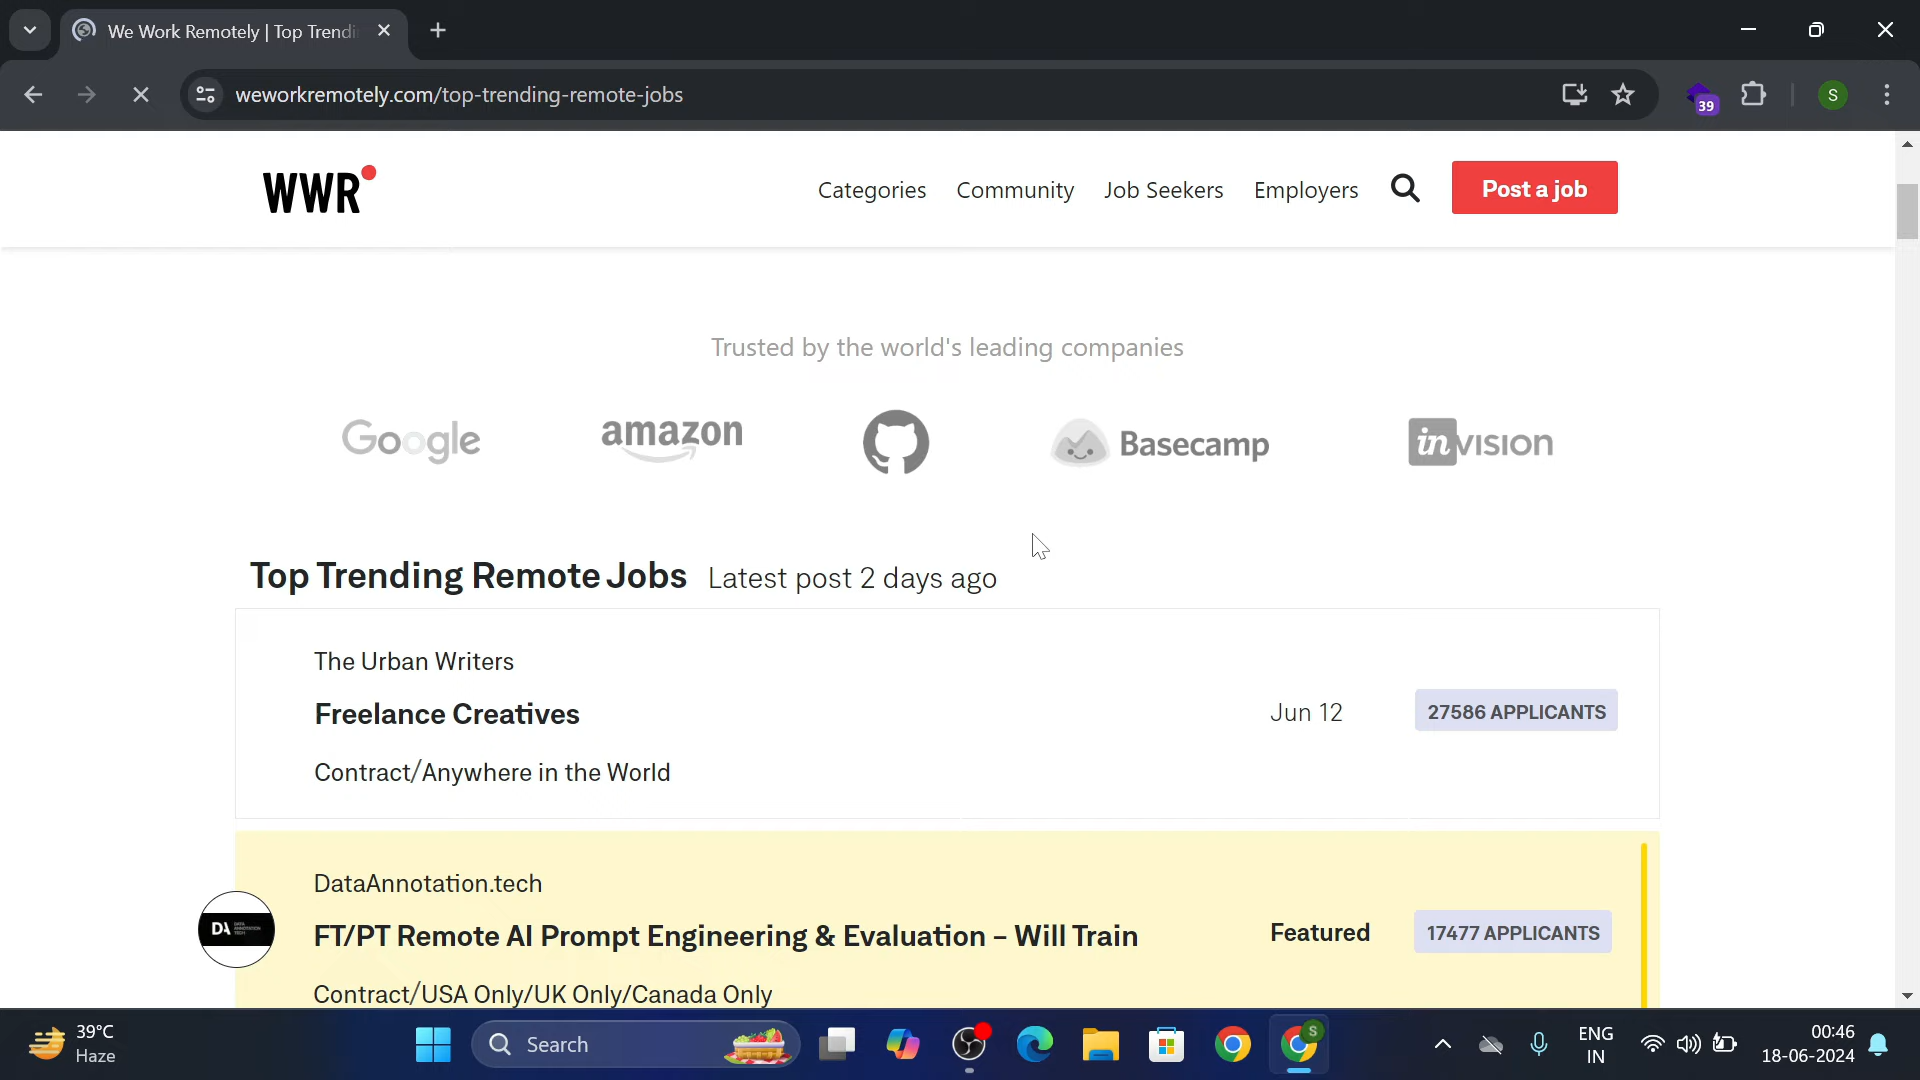 We Work Remotely | Top Trendi
weworkremotely.com/top-trending-remote-jobs
39
S
WWR
Categories Community Job Seekers Employers Post a job
Trusted by the world's leading companies
Google amazon Basecamp inVISION
Top Trending Remote Jobs Latest post 2 days ago
The Urban Writers
Freelance Creatives
Jun 12 27586 APPLICANTS
Contract/Anywhere in the World
DataAnnotation.tech
DA
FT/PT Remote AI Prompt Engineering & Evaluation – Will Train
Featured 17477 APPLICANTS
Contract/USA Only/UK Only/Canada Only
39°C
Haze
Search
S
ENG
IN
00:46
18-06-2024